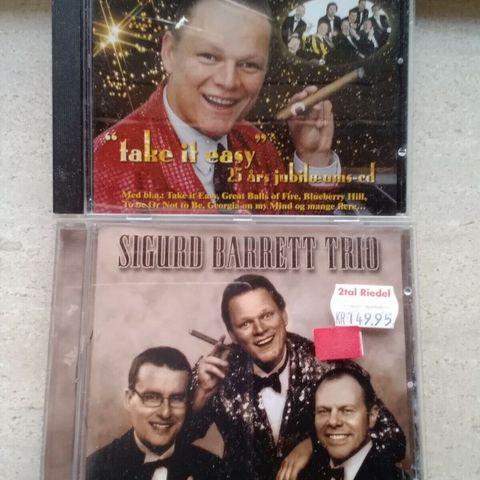 "take it easy"
25 års jubilæums-cd
Med bl.a.: Take it Easy, Great Balls of Fire, Blueberry Hill,
To be Or Not to Be, Georgia on my Mind og mange flere...
SIGURD BARRETT TRIO
2tal Riedel
KR 149.95